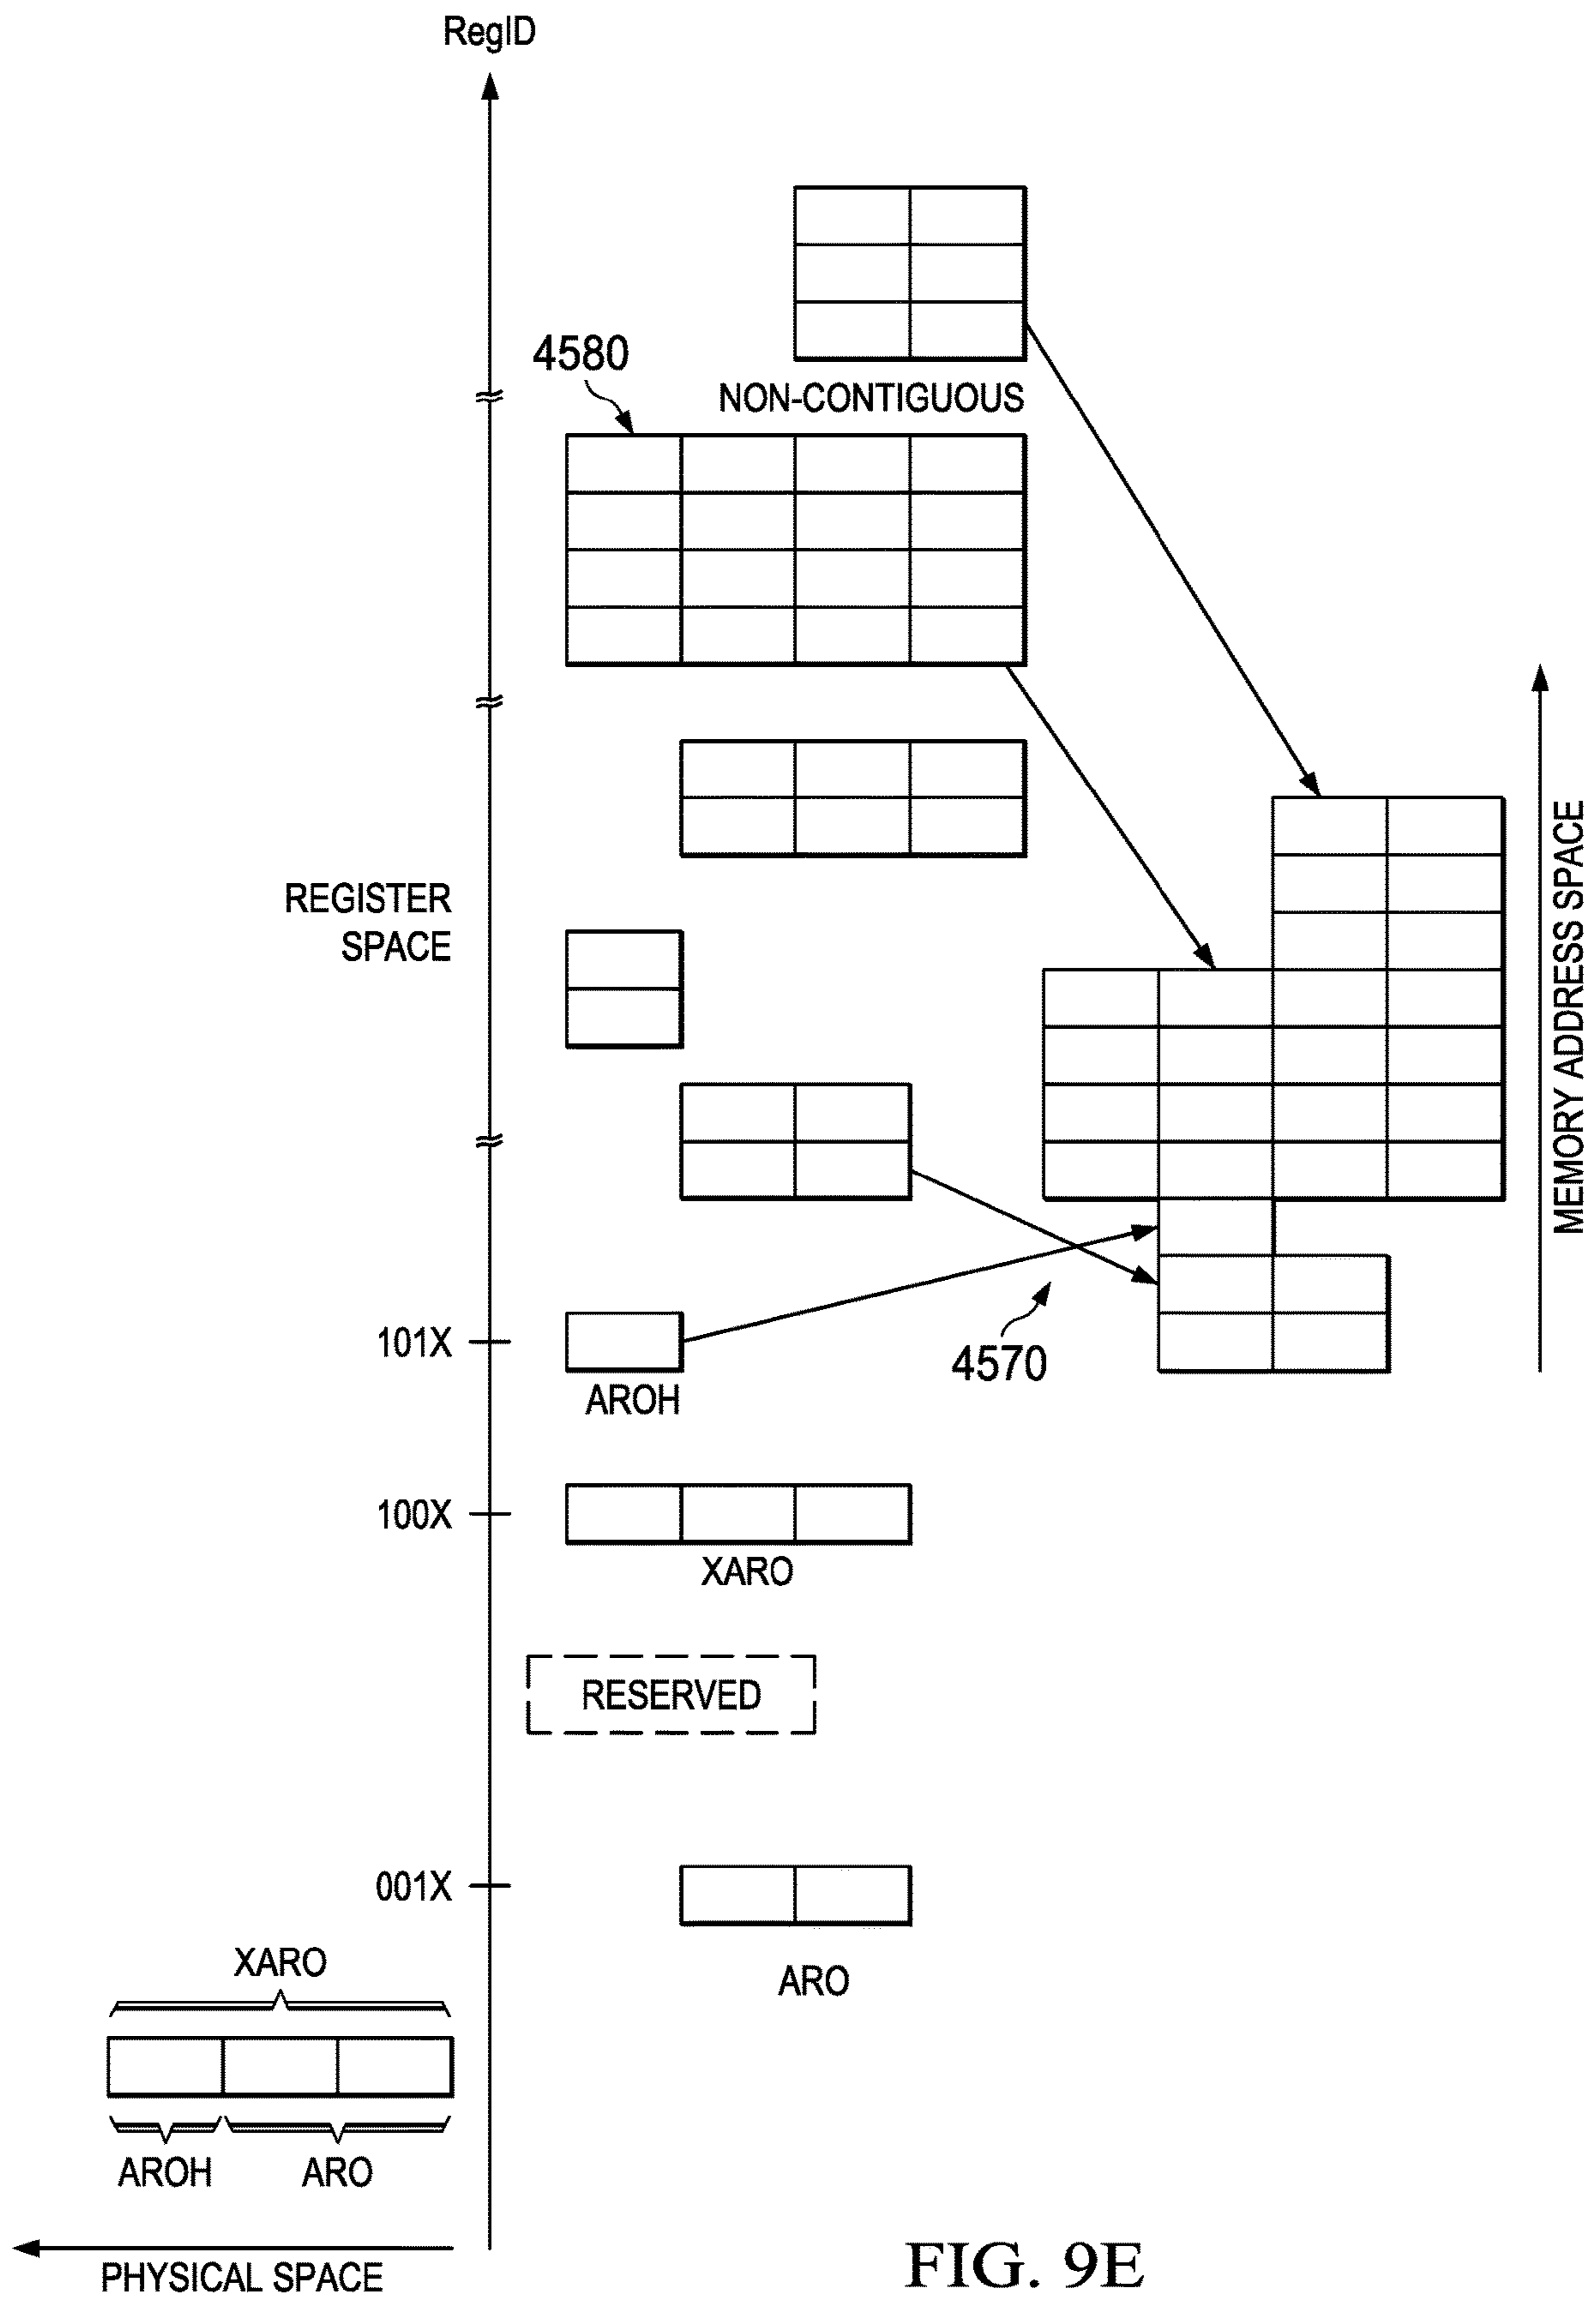 RegID
4580
NON-CONTIGUOUS
REGISTER
SPACE
MEMORY ADDRESS SPACE
101X
4570
AROH
100X
XARO
RESERVED
001X
XARO
ARO
AROH
ARO
PHYSICAL SPACE
FIG. 9E